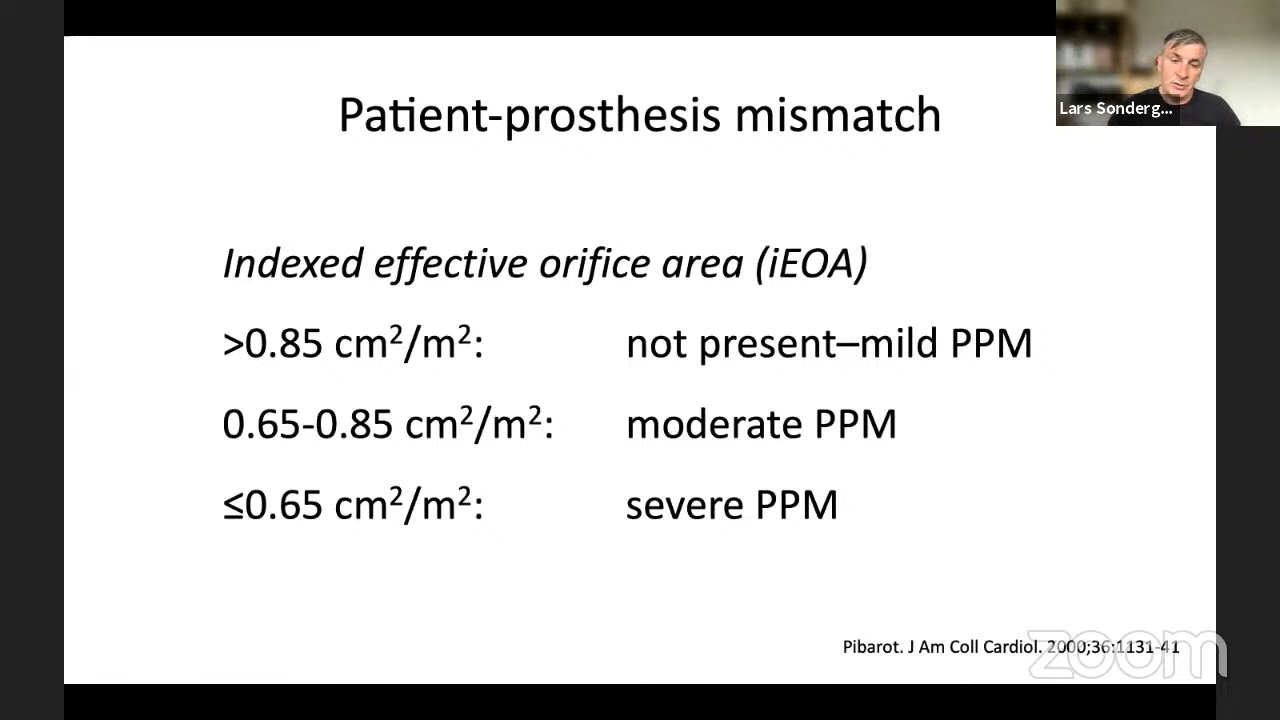 Patient-prosthesis mismatch
Lars Sonderg...
Indexed effective orifice area (iEOA)
>0.85 cm²/m²: not present–mild PPM
0.65-0.85 cm²/m²: moderate PPM
≤0.65 cm²/m²: severe PPM
Pibarot. J Am Coll Cardiol. 2000;36:1131-41
zoom